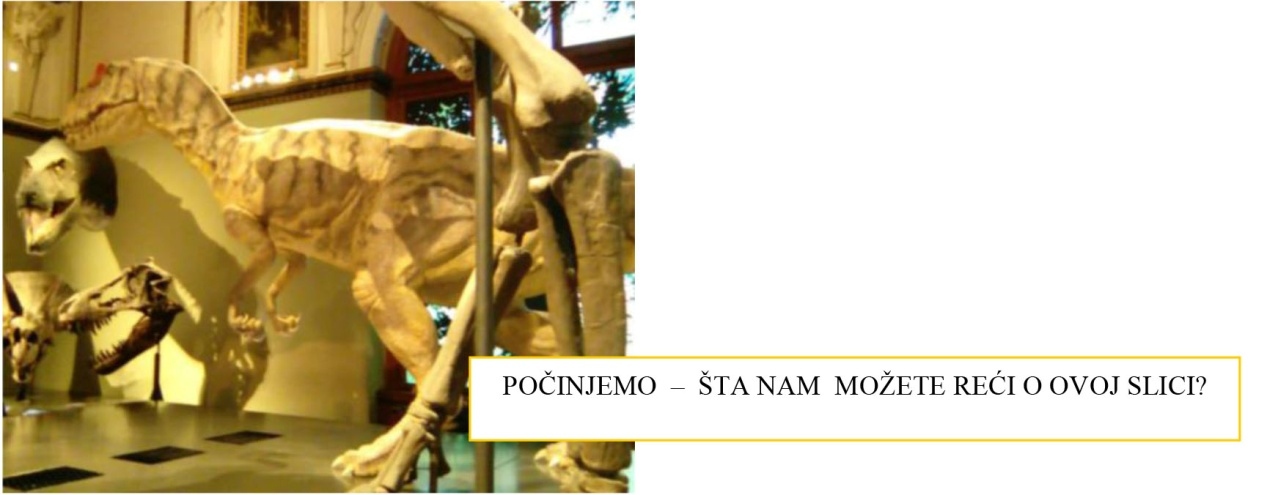 POČINJEMO – ŠTA NAM MOŽETE REĆI O OVOJ SLICI?